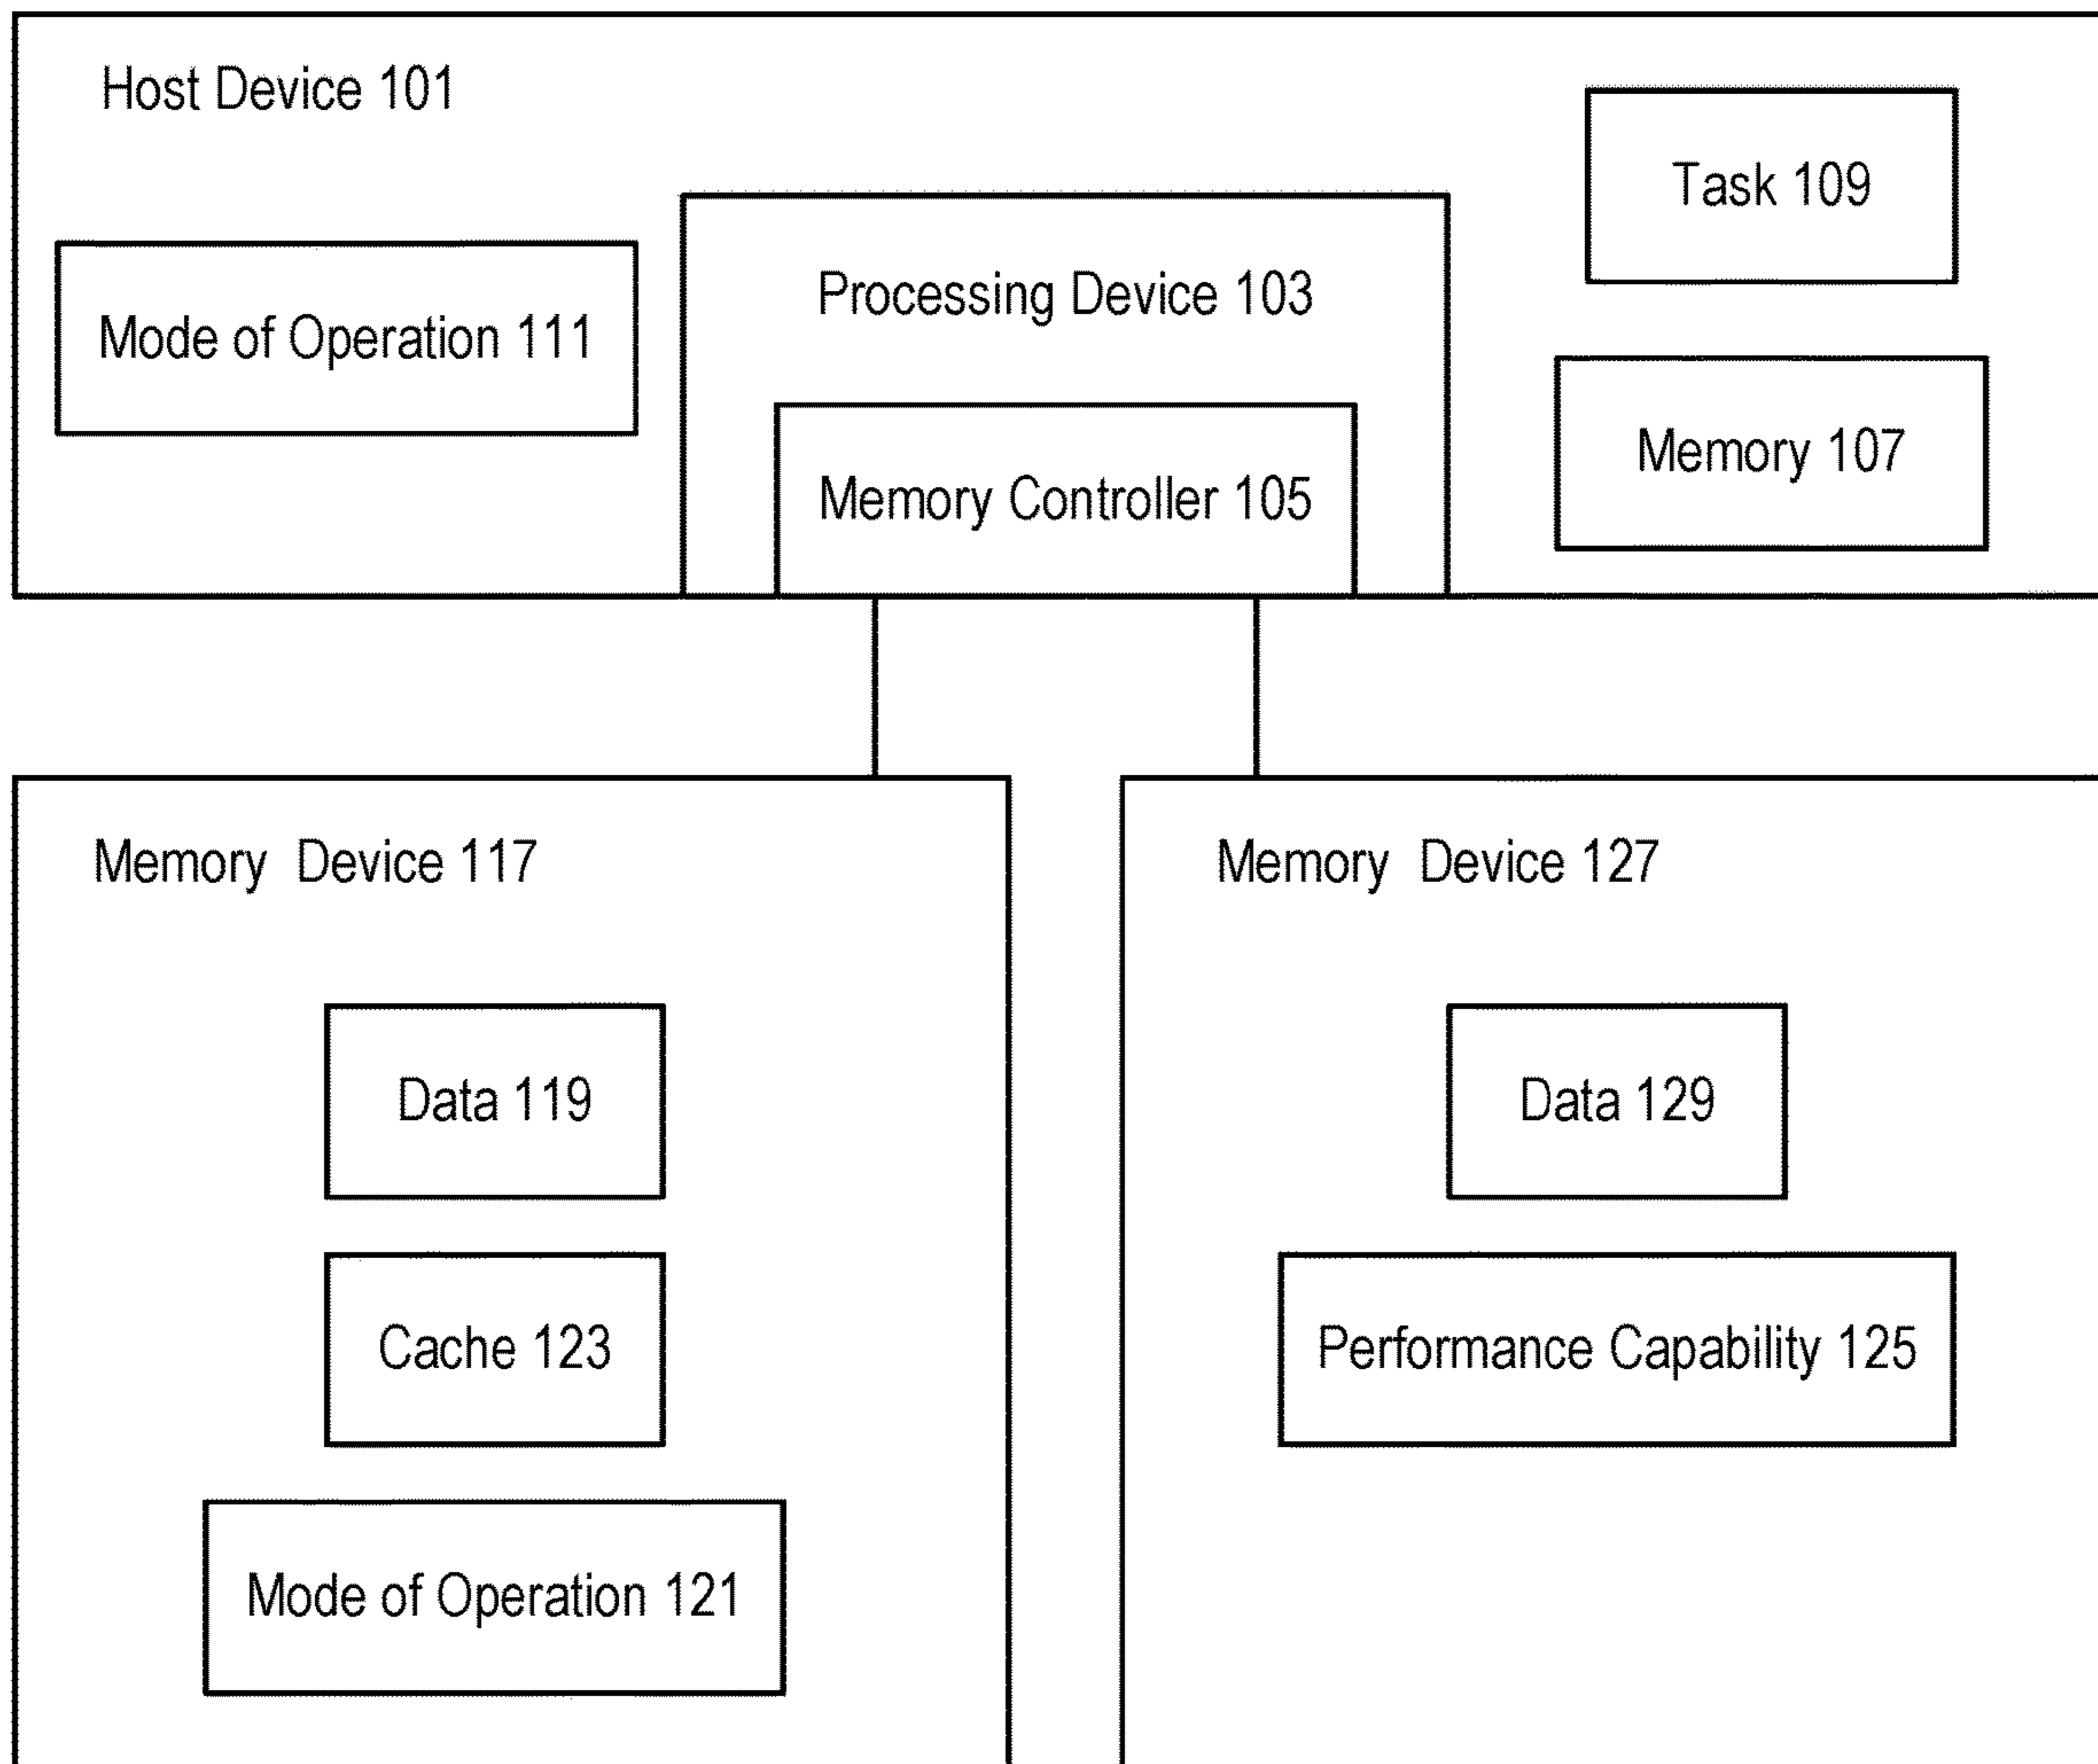 Host Device 101
Task 109
Processing Device 103
Mode of Operation 111
Memory 107
Memory Controller 105
Memory Device 117
Data 119
Cache 123
Mode of Operation 121
Memory Device 127
Data 129
Performance Capability 125